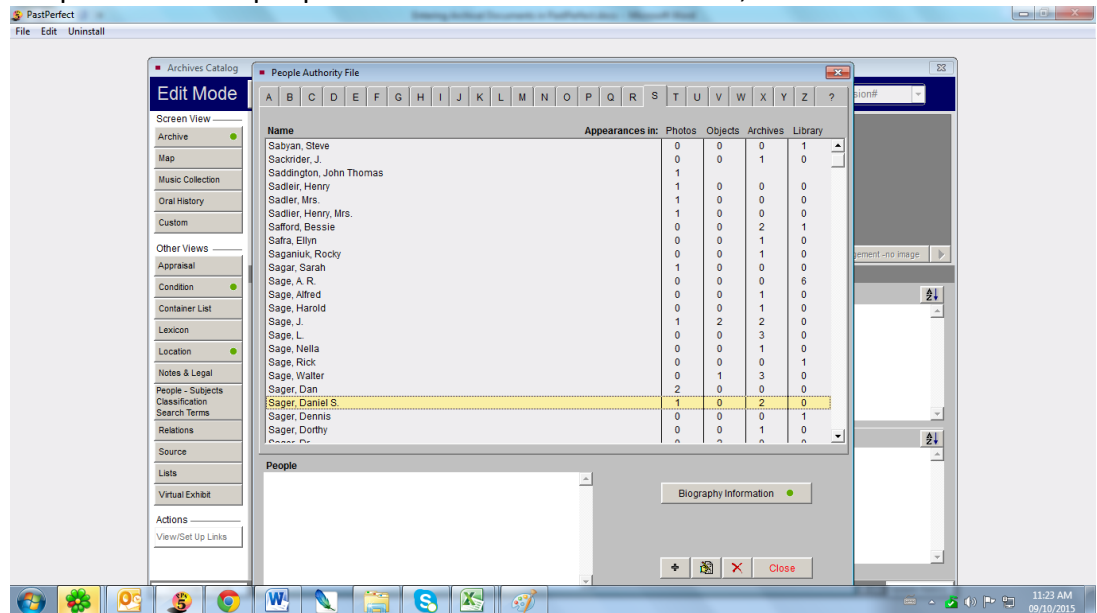 PastPerfect
File Edit Uninstall
Archives Catalog
People Authority File
Edit Mode
A B C D E F G H I J K L M N O P Q R S T U V W X Y Z ?
Screen View
Name Appearances in: Photos Objects Archives Library
Archive
Map
Music Collection
Oral History
Custom
Other Views
Appraisal
Condition
Container List
Lexicon
Location
Notes & Legal
People - Subjects
Classification
Search Terms
Relations
Source
Lists
Virtual Exhibit
Actions
View/Set Up Links
Sabyan, Steve 0 0 0 1
Sackrider, J. 0 0 1 0
Saddington, John Thomas 1
Sadleir, Henry 1 0 0 0
Sadler, Mrs. 1 0 0 0
Sadlier, Henry, Mrs. 1 0 0 0
Safford, Bessie 0 0 2 1
Safra, Ellyn 0 0 1 0
Saganiuk, Rocky 0 0 1 0
Sagar, Sarah 1 0 0 0
Sage, A. R. 0 0 0 6
Sage, Alfred 0 0 1 0
Sage, Harold 0 0 1 0
Sage, J. 1 2 2 0
Sage, L. 0 0 3 0
Sage, Nella 0 0 1 0
Sage, Rick 0 0 0 1
Sage, Walter 0 1 3 0
Sager, Dan 2 0 0 0
Sager, Daniel S. 1 0 2 0
Sager, Dennis 0 0 0 1
Sager, Dorthy 0 0 1 0
People
Biography Information
Close
-no image
11:23 AM
09/10/2015